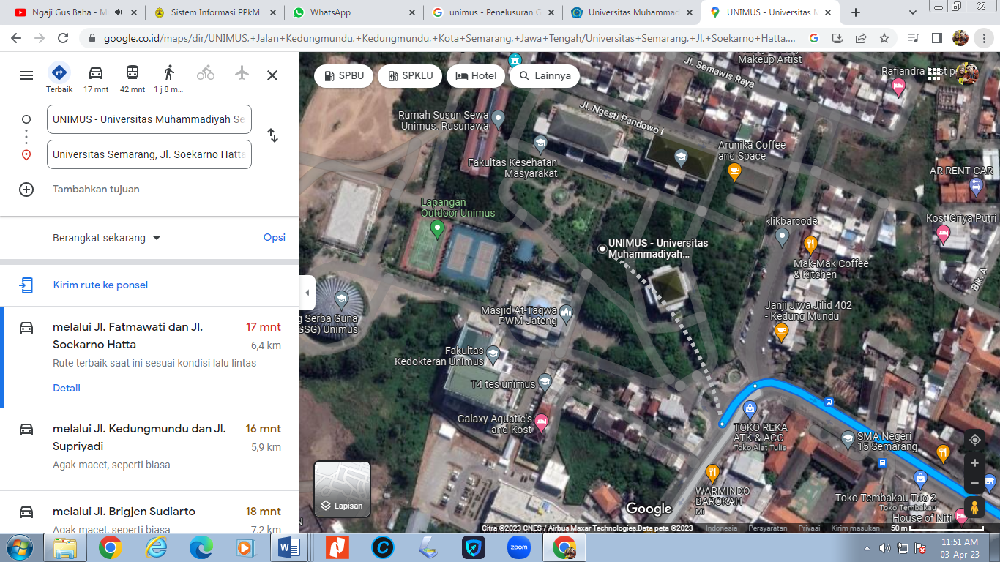 Ngaji Gus Baha - M
Sistem Informasi PPkM
WhatsApp
unimus - Penelusuran G
Universitas Muhammad
UNIMUS - Universitas M
google.co.id/maps/dir/UNIMUS,+Jalan+Kedungmundu,+Kedungmundu,+Kota+Semarang,+Jawa+Tengah/Universitas+Semarang,+Jl.+Soekarno+Hatta,...
Terbaik
17 mnt
42 mnt
1 j 8 m...
—
—
UNIMUS - Universitas Muhammadiyah Se
Universitas Semarang, Jl. Soekarno Hatta
Tambahkan tujuan
Berangkat sekarang
Opsi
Kirim rute ke ponsel
melalui Jl. Fatmawati dan Jl.
Soekarno Hatta
17 mnt
6,4 km
Rute terbaik saat ini sesuai kondisi lalu lintas
Detail
melalui Jl. Kedungmundu dan Jl.
Supriyadi
16 mnt
5,9 km
Agak macet, seperti biasa
melalui Jl. Brigjen Sudiarto
18 mnt
Agak macet, seperti biasa
7,2 km
SPBU
SPKLU
Hotel
Lainnya
Makeup Artist
Jl. Semawis Raya
Rafiandra
Jl. Ngesti Pandowo I
Rumah Susun Sewa
Unimus. Rusunawa
Fakultas Kesehatan
Masyarakat
Arunika Coffee
and Space
AR RENT CAR
Lapangan
Outdoor Unimus
klikbarcode
Kost Griya Putri
UNIMUS - Universitas
Muhammadiyah...
Mak-Mak Coffee
& Kitchen
Blk. A
Masjid At-Taqwa
PWM Jateng
Janji Jiwa Jilid 402
- Kedung Mundu
g Serba Guna
GSG) Unimus
Fakultas
Kedokteran Unimus
T4 tes unimus
Galaxy Aquatic's
and Kost
TOKO REKA
ATK & ACC
Toko Alat Tulis
SMA Negeri
15 Semarang
WARMINDO
BAROKAH
Mi
Toko Tembakau Trio 2
Toko Tembakau
House of Niti
Lapisan
Google
N
Citra ©2023 CNES / Airbus,Maxar Technologies,Data peta ©2023
Indonesia
Persyaratan
Privasi
Kirim masukan
50 m
zoom
11:51 AM
03-Apr-23